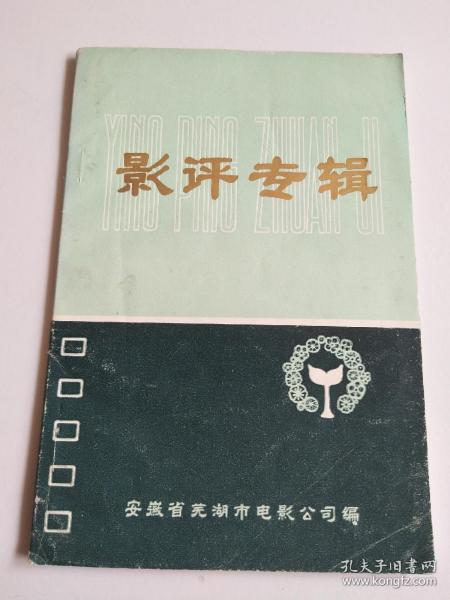 YING PING ZHUAN JI
影评专辑
安徽省芜湖市电影公司编
孔夫子旧书网
www.kongfz.com